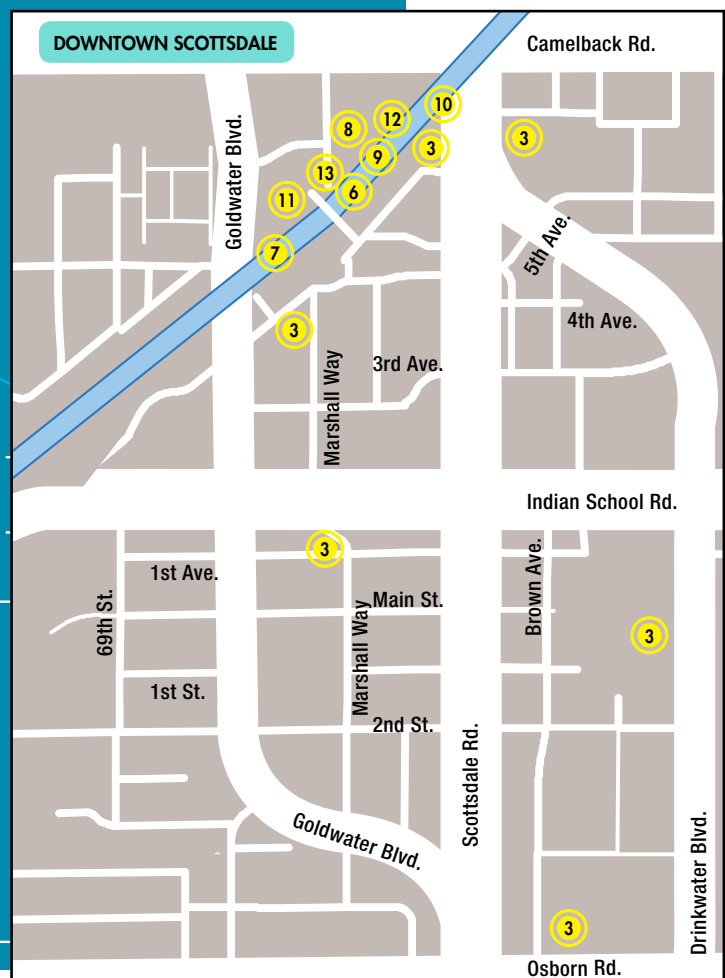 DOWNTOWN SCOTTSDALE
Camelback Rd.
10
12
8
3
3
9
13
6
11
Goldwater Blvd.
7
5th Ave.
3
4th Ave.
3rd Ave.
Marshall Way
Indian School Rd.
3
1st Ave.
Main St.
Brown Ave.
69th St.
Marshall Way
3
1st St.
2nd St.
Scottsdale Rd.
Goldwater Blvd.
Drinkwater Blvd.
3
Osborn Rd.